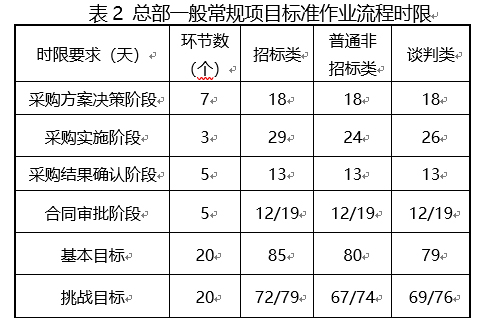 表 2 总部一般常规项目标准作业流程时限
时限要求（天） 环节数（个） 招标类 普通非招标类 谈判类
采购方案决策阶段 7 18 18 18
采购实施阶段 3 29 24 26
采购结果确认阶段 5 13 13 13
合同审批阶段 5 12/19 12/19 12/19
基本目标 20 85 80 79
挑战目标 20 72/79 67/74 69/76